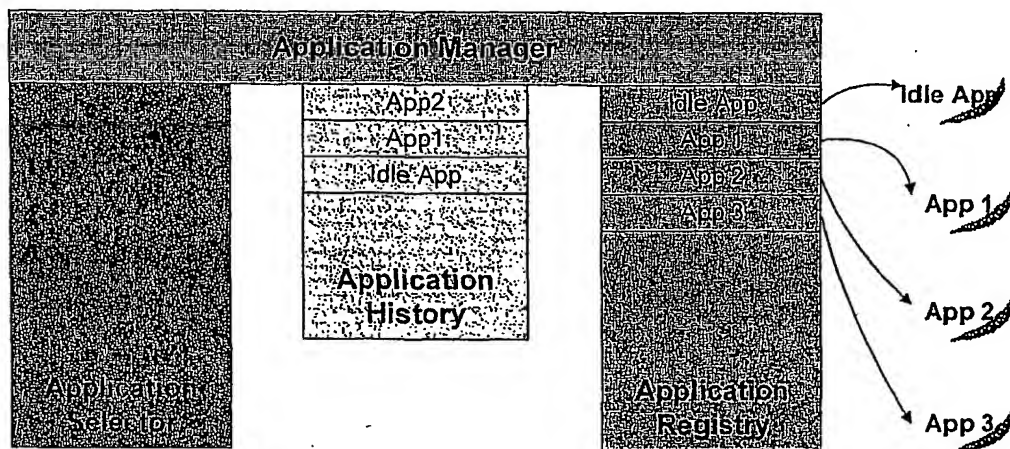 Application Manager
App2
App1
Idle App
Application
History
Application
Selector
Idle App
App 1
App 2
App 3
Application
Registry
Idle App
App 1
App 2
App 3